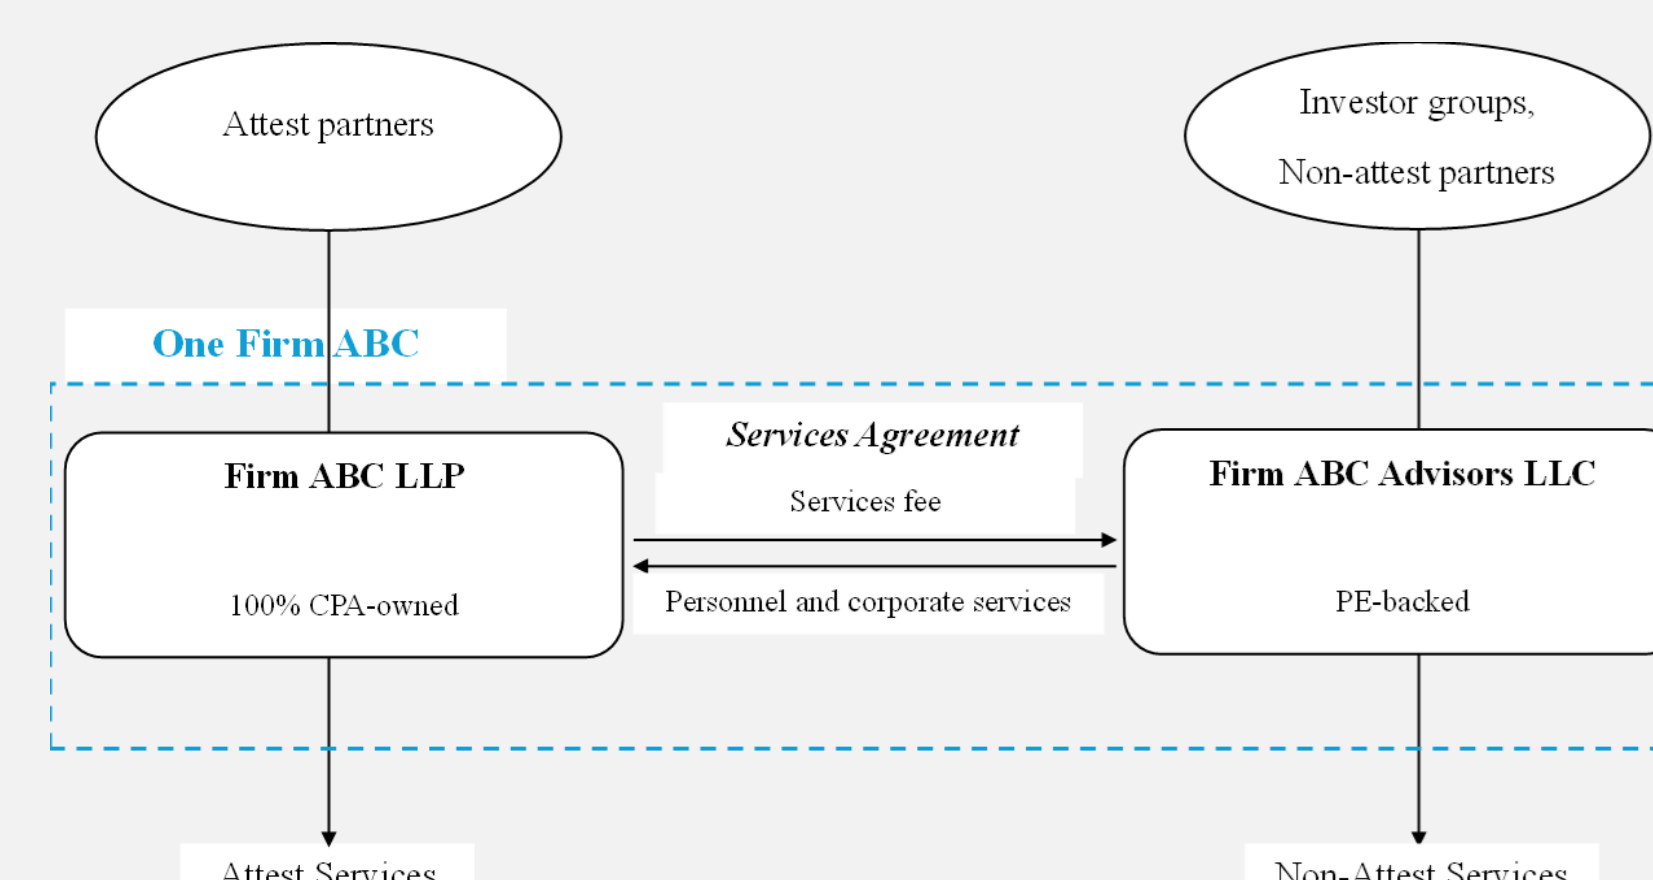 Attest partners
Investor groups,
Non-attest partners
One Firm ABC
Services Agreement
Firm ABC LLP
Firm ABC Advisors LLC
Services fee
100% CPA-owned
Personnel and corporate services
PE-backed
Attest Services
Non-Attest Services